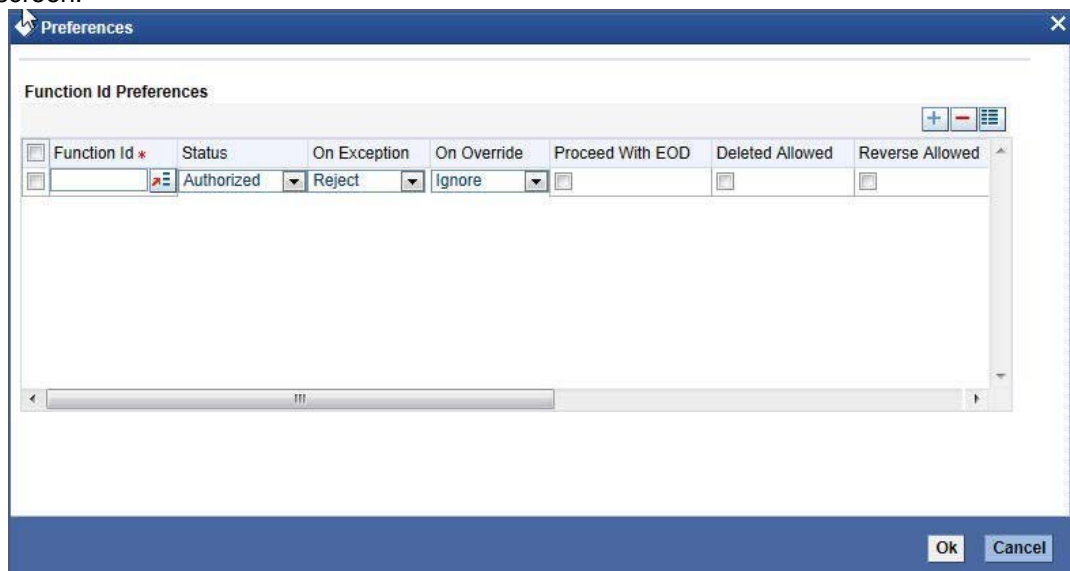 screen.
Preferences
Function Id Preferences
Function Id * Status On Exception On Override Proceed With EOD Deleted Allowed Reverse Allowed
Authorized Reject Ignore
Ok Cancel